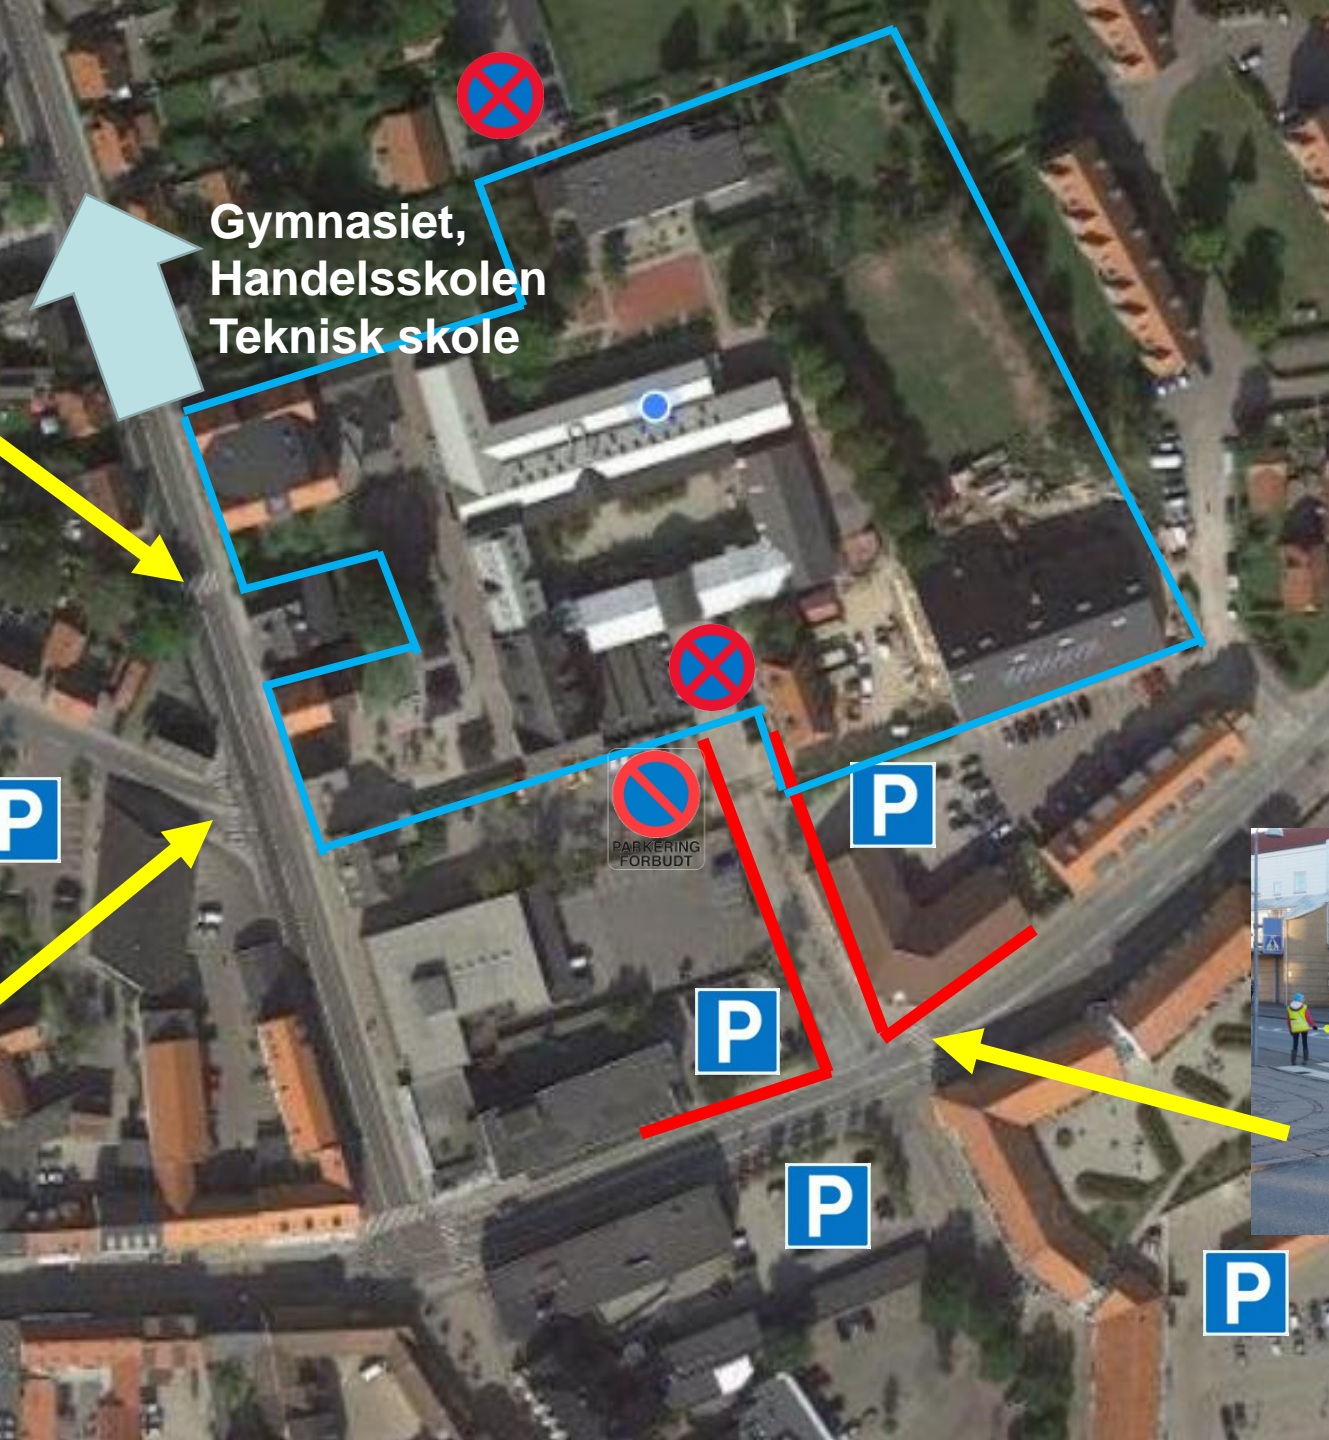 Gymnasiet,
Handelsskolen
Teknisk skole
P
P
PARKERING
FORBUDT
P
P
P